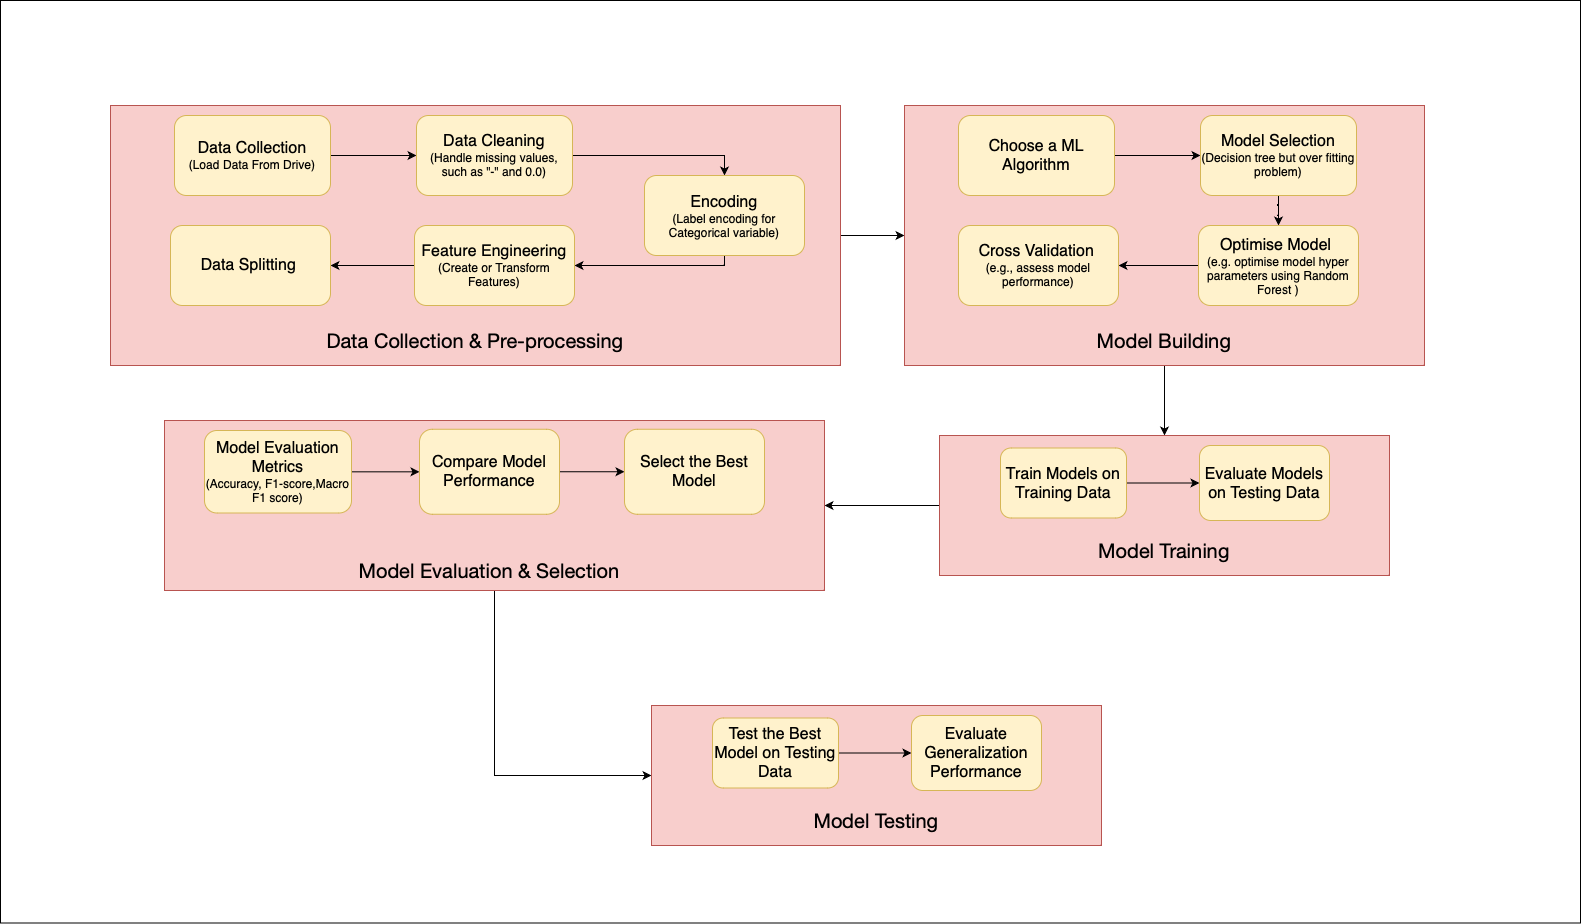 Data Collection
(Load Data From Drive)
Data Cleaning
(Handle missing values,
such as "-" and 0.0)
Encoding
(Label encoding for
Categorical variable)
Feature Engineering
(Create or Transform
Features)
Data Splitting
Data Collection & Pre-processing
Choose a ML
Algorithm
Model Selection
(Decision tree but over fitting
problem)
Optimise Model
(e.g. optimise model hyper
parameters using Random
Forest )
Cross Validation
(e.g., assess model
performance)
Model Building
Train Models on
Training Data
Evaluate Models
on Testing Data
Model Training
Model Evaluation
Metrics
(Accuracy, F1-score,Macro
F1 score)
Compare Model
Performance
Select the Best
Model
Model Evaluation & Selection
Test the Best
Model on Testing
Data
Evaluate
Generalization
Performance
Model Testing